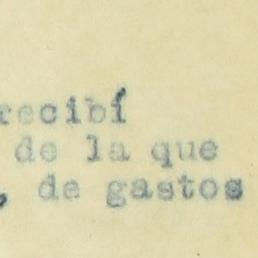 recibí
de la que
, de gastos